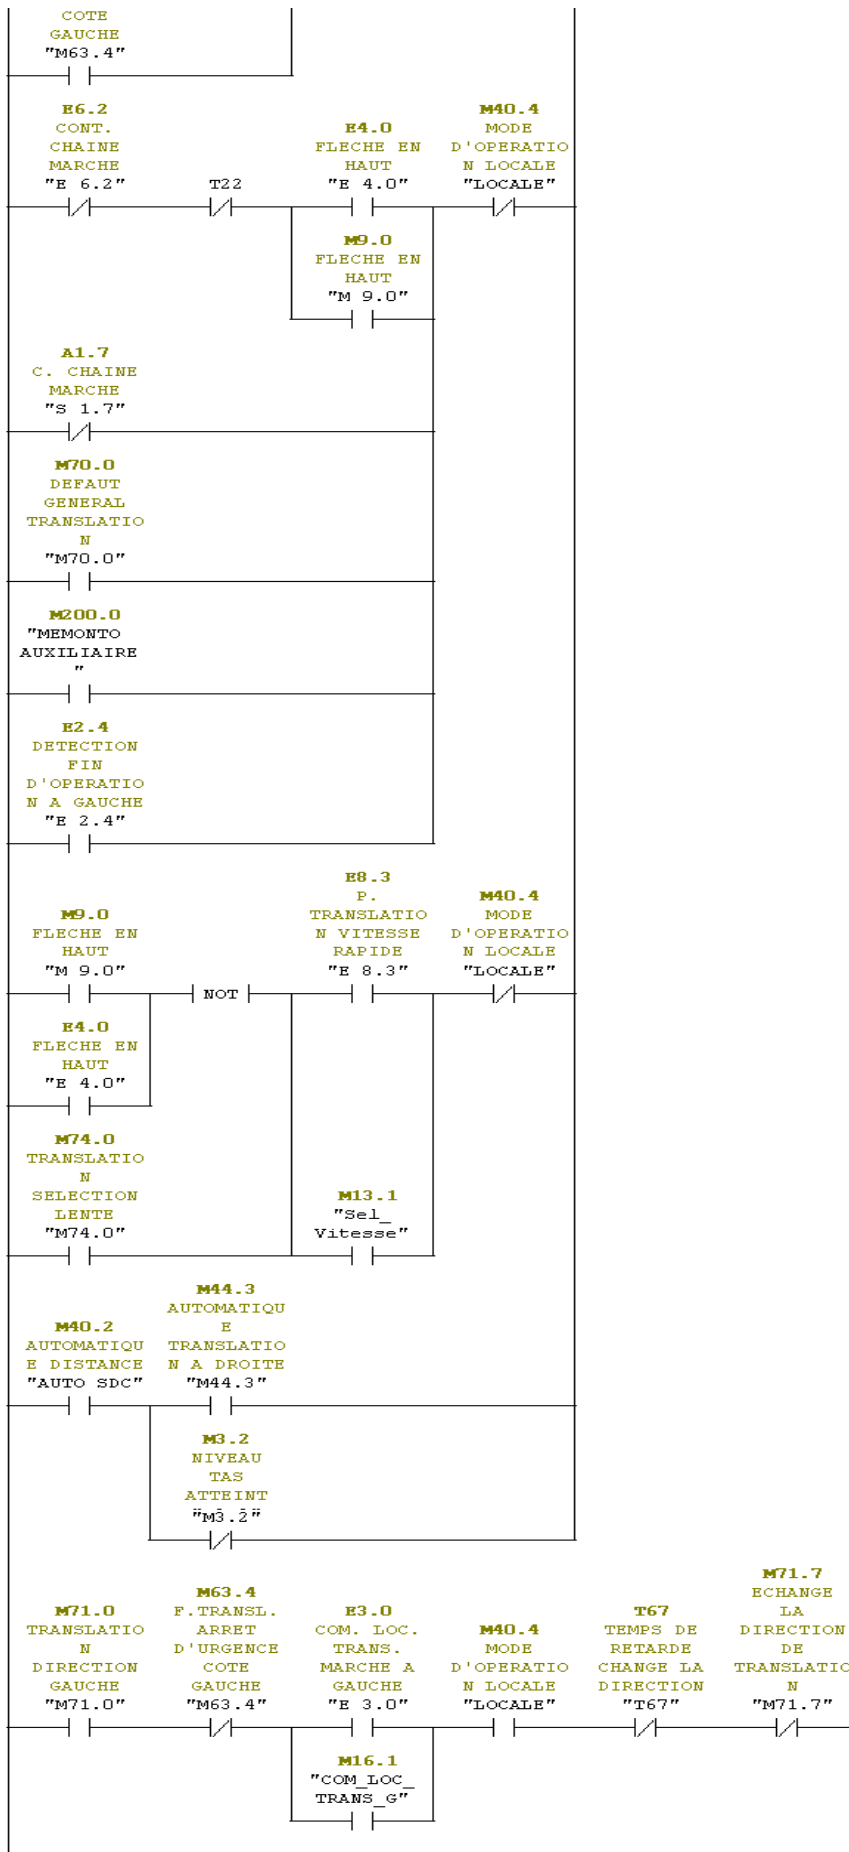 COTE
GAUCHE
"M63.4"
E6.2
CONT.
CHAINE
MARCHE
"E 6.2"
T22
E4.0
FLECHE EN
HAUT
"E 4.0"
M40.4
MODE
D'OPERATIO
N LOCALE
"LOCALE"
M9.0
FLECHE EN
HAUT
"M 9.0"
A1.7
C. CHAINE
MARCHE
"S 1.7"
M70.0
DEFAUT
GENERAL
TRANSLATIO
N
"M70.0"
M200.0
"MEMONTO
AUXILIAIRE
"
E2.4
DETECTION
FIN
D'OPERATIO
N A GAUCHE
"E 2.4"
M9.0
FLECHE EN
HAUT
"M 9.0"
NOT
E8.3
P.
TRANSLATIO
N VITESSE
RAPIDE
"E 8.3"
M40.4
MODE
D'OPERATIO
N LOCALE
"LOCALE"
E4.0
FLECHE EN
HAUT
"E 4.0"
M74.0
TRANSLATIO
N
SELECTION
LENTE
"M74.0"
M13.1
"Sel_
Vitesse"
M40.2
AUTOMATIQU
E DISTANCE
"AUTO SDC"
M44.3
AUTOMATIQU
E
TRANSLATIO
N A DROITE
"M44.3"
M3.2
NIVEAU
TAS
ATTEINT
"M3.2"
M71.0
TRANSLATIO
N
DIRECTION
GAUCHE
"M71.0"
M63.4
F.TRANSL.
ARRET
D'URGENCE
COTE
GAUCHE
"M63.4"
E3.0
COM. LOC.
TRANS.
MARCHE A
GAUCHE
"E 3.0"
M40.4
MODE
D'OPERATIO
N LOCALE
"LOCALE"
T67
TEMPS DE
RETARDE
CHANGE LA
DIRECTION
"T67"
M71.7
ECHANGE
LA
DIRECTION
DE
TRANSLATIO
N
"M71.7"
M16.1
"COM_LOC_
TRANS_G"